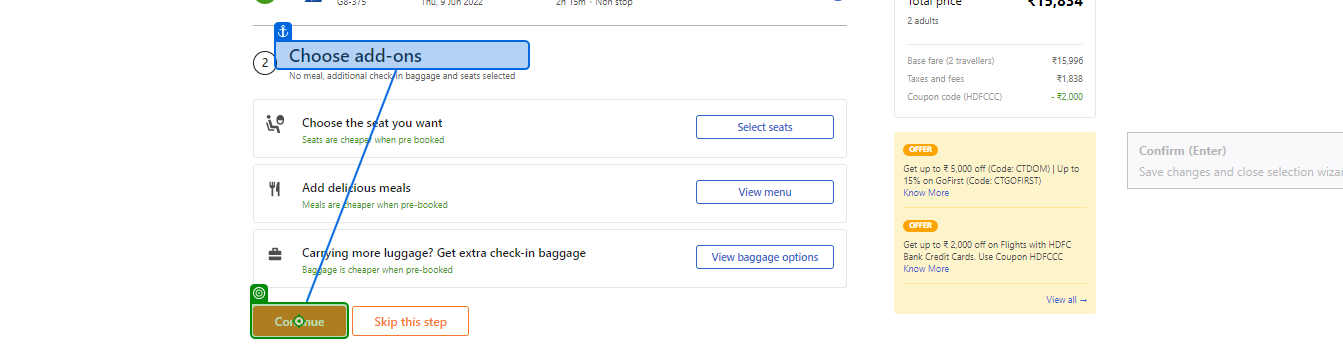 G8-375
Thu, 9 Jun 2022
2h 15m - Non stop
Total price
₹15,834
2 adults
2
Choose add-ons
No meal, additional check-in baggage and seats selected
Base fare (2 travellers)
₹15,996
Taxes and fees
₹1,838
Coupon code (HDFCCC)
- ₹2,000
Choose the seat you want
Seats are cheaper when pre booked
Select seats
Add delicious meals
Meals are cheaper when pre-booked
View menu
Carrying more luggage? Get extra check-in baggage
Baggage is cheaper when pre-booked
View baggage options
Continue
Skip this step
OFFER
Get up to ₹ 5,000 off (Code: CTDOM) | Up to
15% on GoFirst (Code: CTGOFIRST)
Know More
OFFER
Get up to ₹ 2,000 off on Flights with HDFC
Bank Credit Cards. Use Coupon HDFCCC
Know More
View all →
Confirm (Enter)
Save changes and close selection